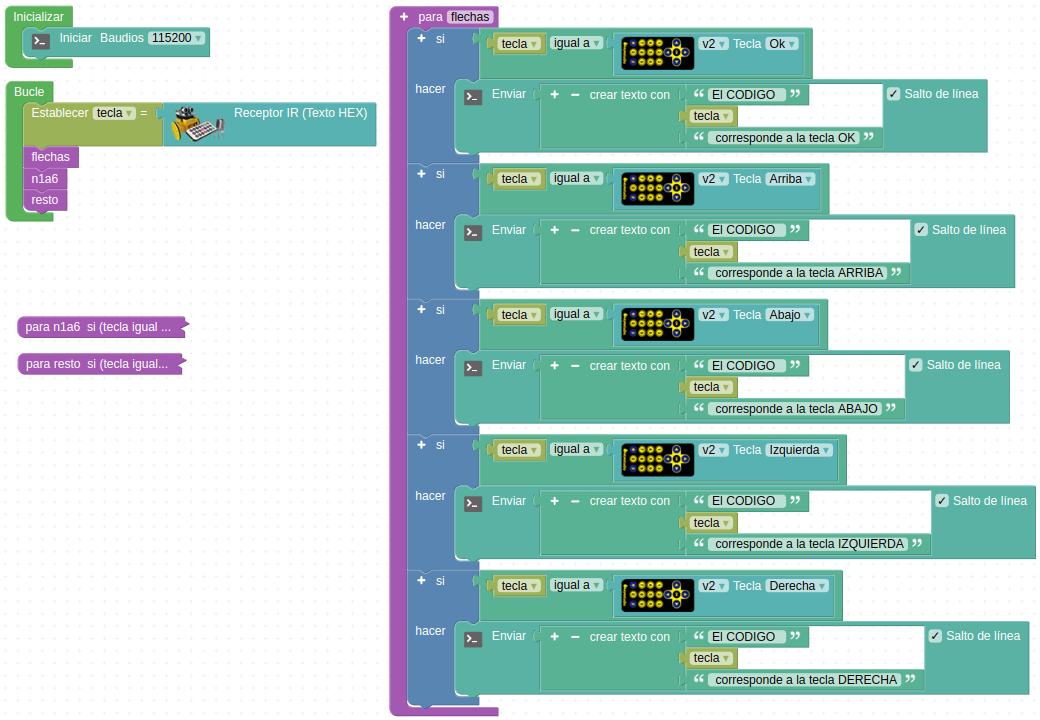 Inicializar
Iniciar Baudios 115200
Bucle
Establecer tecla = Receptor IR (Texto HEX)
flechas
n1a6
resto
para n1a6 si (tecla igual ...
para resto si (tecla igual...
+ para flechas
+ si tecla igual a v2 Tecla Ok
hacer Enviar + - crear texto con “ El CODIGO ” ✓ Salto de línea
tecla
“ corresponde a la tecla OK ”
+ si tecla igual a v2 Tecla Arriba
hacer Enviar + - crear texto con “ El CODIGO ” ✓ Salto de línea
tecla
“ corresponde a la tecla ARRIBA ”
+ si tecla igual a v2 Tecla Abajo
hacer Enviar + - crear texto con “ El CODIGO ” ✓ Salto de línea
tecla
“ corresponde a la tecla ABAJO ”
+ si tecla igual a v2 Tecla Izquierda
hacer Enviar + - crear texto con “ El CODIGO ” ✓ Salto de línea
tecla
“ corresponde a la tecla IZQUIERDA ”
+ si tecla igual a v2 Tecla Derecha
hacer Enviar + - crear texto con “ El CODIGO ” ✓ Salto de línea
tecla
“ corresponde a la tecla DERECHA ”